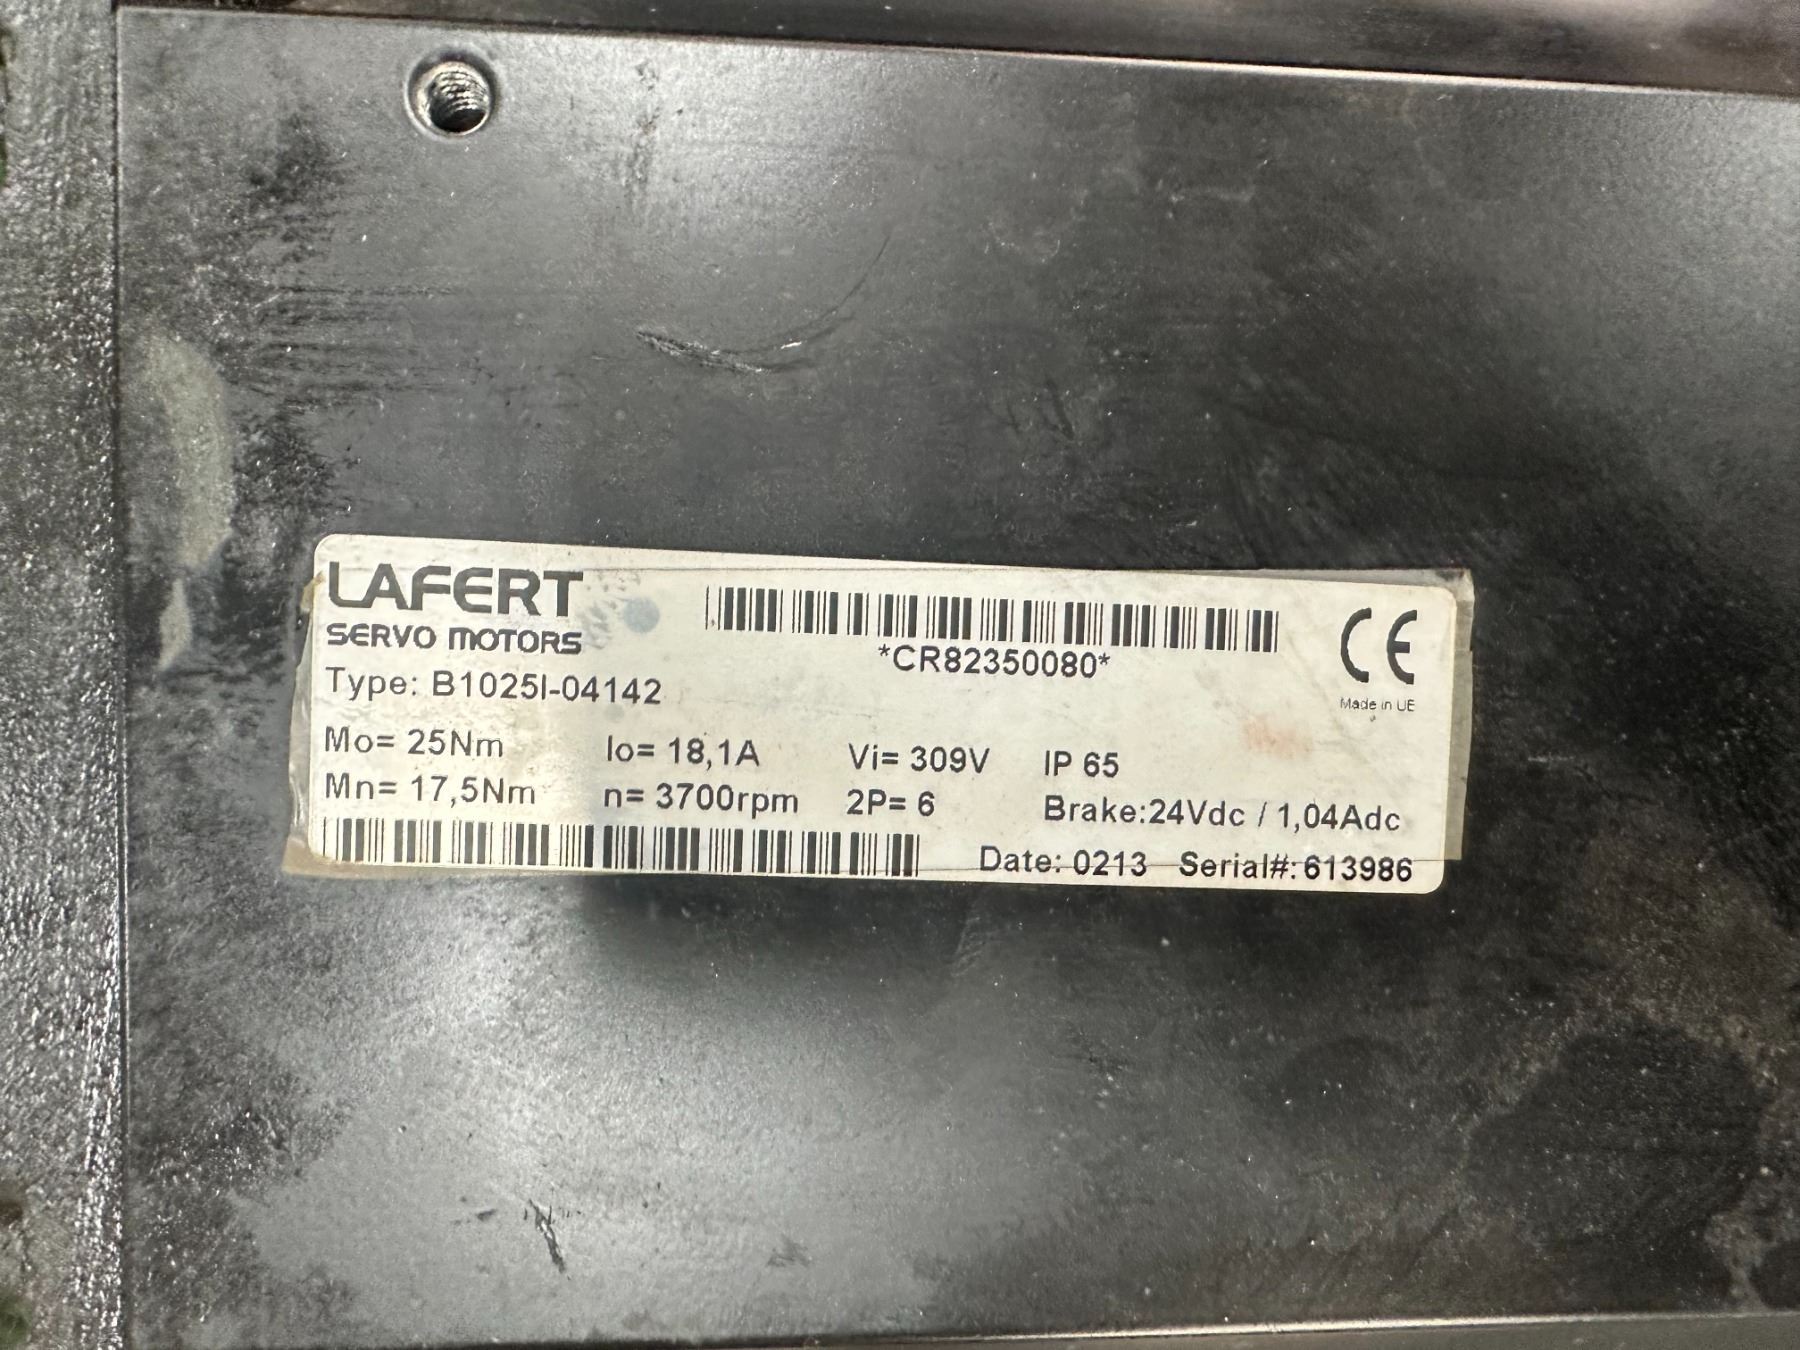 LAFERT
SERVO MOTORS
*CR82350080*
CE
Made in UE
Type: B1025I-04142
Mo= 25Nm Io= 18,1A Vi= 309V IP 65
Mn= 17,5Nm n= 3700rpm 2P= 6 Brake:24Vdc / 1,04Adc
Date: 0213 Serial#: 613986